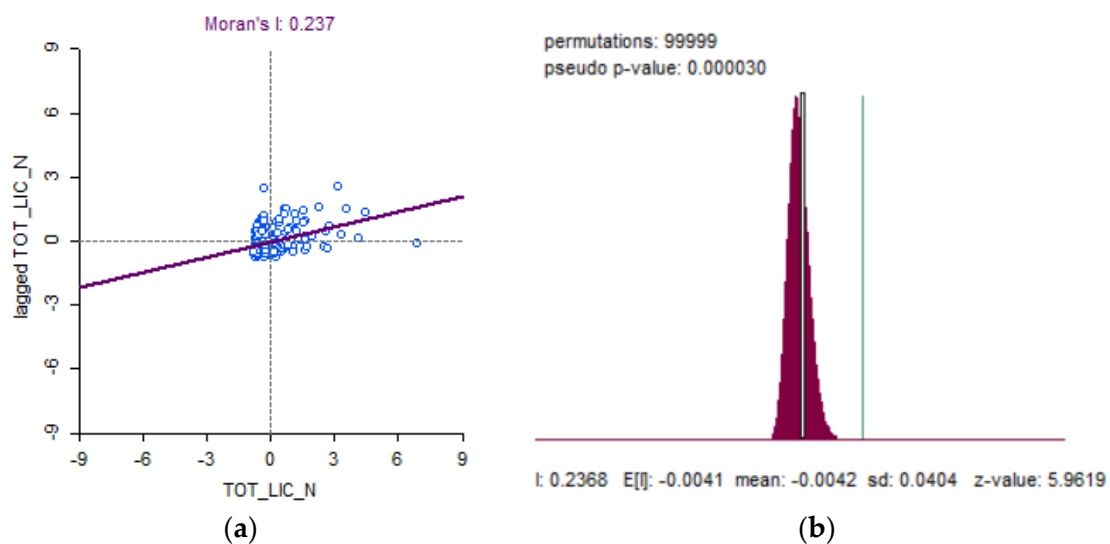 Moran's I: 0.237
9
6
3
0
-3
-6
-9
lagged TOT_LIC_N
-9 -6 -3 0 3 6 9
TOT_LIC_N
(a)
permutations: 99999
pseudo p-value: 0.000030
I: 0.2368 E[I]: -0.0041 mean: -0.0042 sd: 0.0404 z-value: 5.9619
(b)